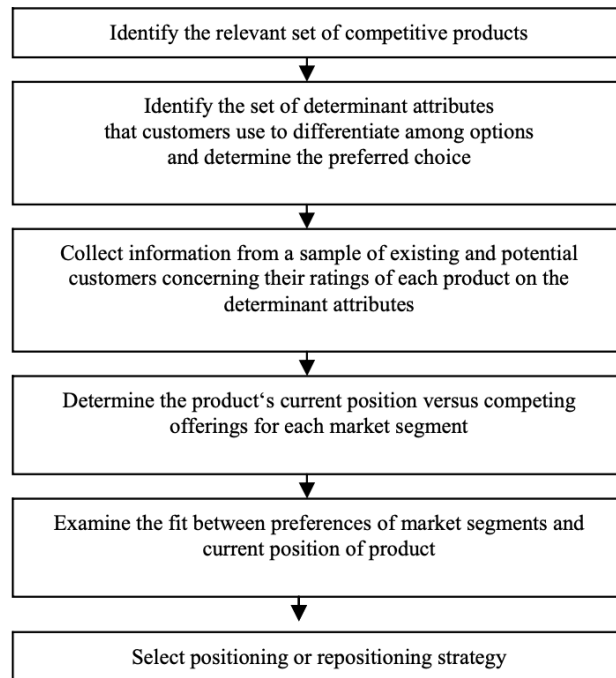 Identify the relevant set of competitive products
Identify the set of determinant attributes
that customers use to differentiate among options
and determine the preferred choice
Collect information from a sample of existing and potential
customers concerning their ratings of each product on the
determinant attributes
Determine the product‘s current position versus competing
offerings for each market segment
Examine the fit between preferences of market segments and
current position of product
Select positioning or repositioning strategy